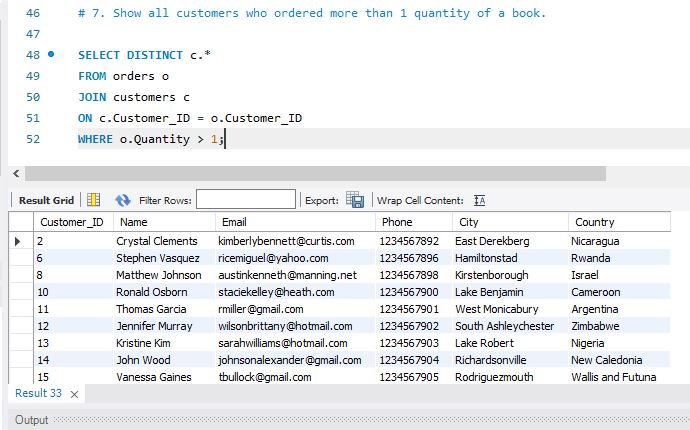 46 # 7. Show all customers who ordered more than 1 quantity of a book.
47
48 SELECT DISTINCT c.*
49 FROM orders o
50 JOIN customers c
51 ON c.Customer_ID = o.Customer_ID
52 WHERE o.Quantity > 1;
Result Grid Filter Rows: Export: Wrap Cell Content: IA
Customer_ID Name Email Phone City Country
2 Crystal Clements kimberlybennett@curtis.com 1234567892 East Derekberg Nicaragua
6 Stephen Vasquez ricemiguel@yahoo.com 1234567896 Hamiltonstad Rwanda
8 Matthew Johnson austinkenneth@manning.net 1234567898 Kirstenborough Israel
10 Ronald Osborn staciekelley@heath.com 1234567900 Lake Benjamin Cameroon
11 Thomas Garcia rmiller@gmail.com 1234567901 West Monicabury Argentina
12 Jennifer Murray wilsonbrittany@hotmail.com 1234567902 South Ashleychester Zimbabwe
13 Kristine Kim sarahwilliams@hotmail.com 1234567903 Lake Robert Nigeria
14 John Wood johnsonalexander@gmail.com 1234567904 Richardsonville New Caledonia
15 Vanessa Gaines tbullock@gmail.com 1234567905 Rodriguezmouth Wallis and Futuna
Result 33
Output